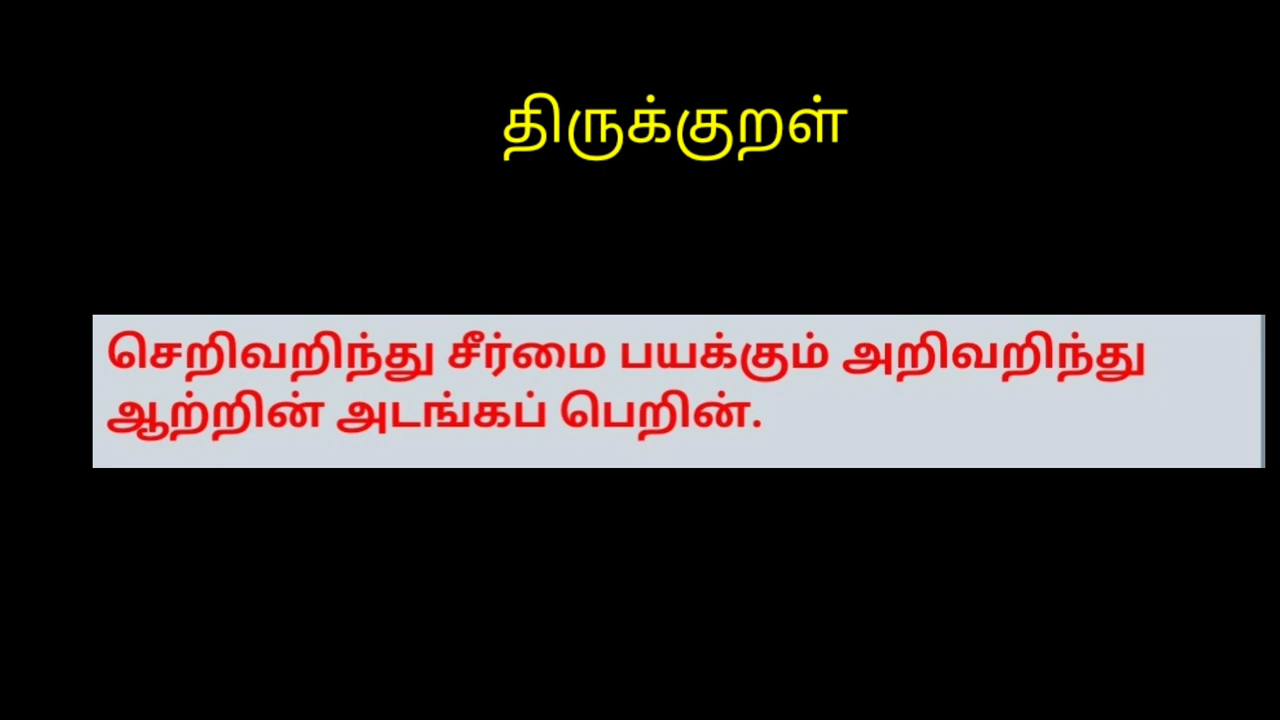 திருக்குறள்
செறிவறிந்து சீர்மை பயக்கும் அறிவறிந்து
ஆற்றின் அடங்கப் பெறின்.